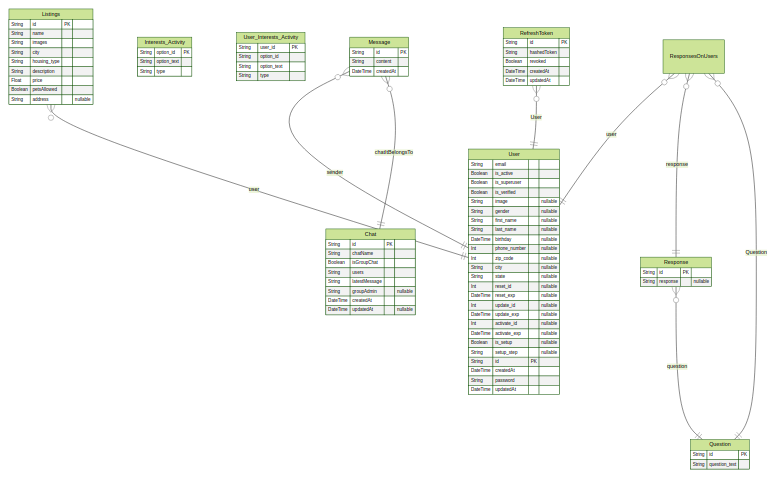 Listings
String id PK
String name
String images
String city
String housing_type
String description
Float price
Boolean petsAllowed
String address nullable
Interests_Activity
String option_id PK
String option_text
String type
User_Interests_Activity
String user_id PK
String option_id
String option_text
String type
Message
String id PK
String content
DateTime createdAt
RefreshToken
String id PK
String hashedToken
Boolean revoked
DateTime createdAt
DateTime updatedAt
ResponsesOnUsers
User
user
chatItBelongsTo
sender
response
user
Question
User
String email
Boolean is_active
Boolean is_superuser
Boolean is_verified
String image nullable
String gender nullable
String first_name nullable
String last_name nullable
DateTime birthday nullable
Int phone_number nullable
Int zip_code nullable
String city nullable
String state nullable
Int reset_id nullable
DateTime reset_exp nullable
Int update_id nullable
DateTime update_exp nullable
Int activate_id nullable
DateTime activate_exp nullable
Boolean is_setup nullable
String setup_step nullable
String id PK
DateTime createdAt
String password
DateTime updatedAt
Chat
String id PK
String chatName
Boolean isGroupChat
String users
String latestMessage
String groupAdmin nullable
DateTime createdAt
DateTime updatedAt nullable
Response
String id PK
String response nullable
question
Question
String id PK
String question_text